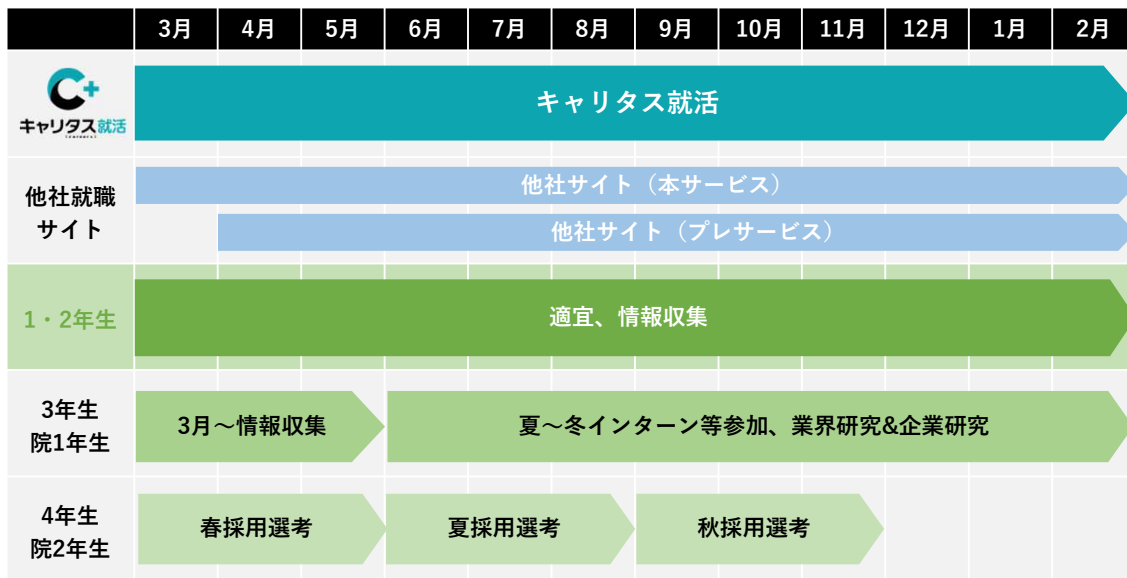 3月 4月 5月 6月 7月 8月 9月 10月 11月 12月 1月 2月
C+
キャリタス就活
キャリタス就活
他社就職
サイト
他社サイト（本サービス）
他社サイト（プレサービス）
1・2年生
適宜、情報収集
3年生
院1年生
3月～情報収集
夏～冬インターン等参加、業界研究&企業研究
4年生
院2年生
春採用選考
夏採用選考
秋採用選考